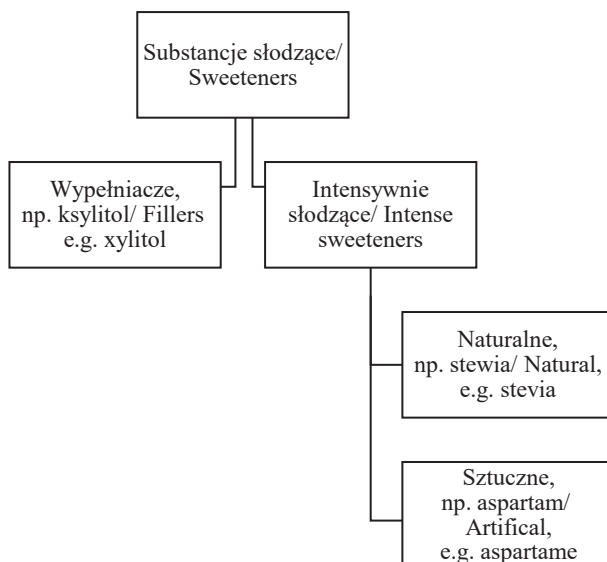 Substancje słodzące/
Sweeteners
Wypełniacze,
np. ksylitol/ Fillers
e.g. xylitol
Intensywnie
słodzące/ Intense
sweeteners
Naturalne,
np. stewia/ Natural,
e.g. stevia
Sztuczne,
np. aspartam/
Artifical,
e.g. aspartame